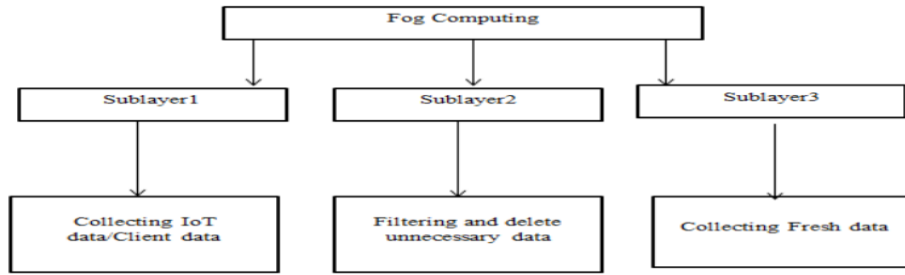 Fog Computing
Sublayer1
Sublayer2
Sublayer3
Collecting IoT
data/Client data
Filtering and delete
unnecessary data
Collecting Fresh data